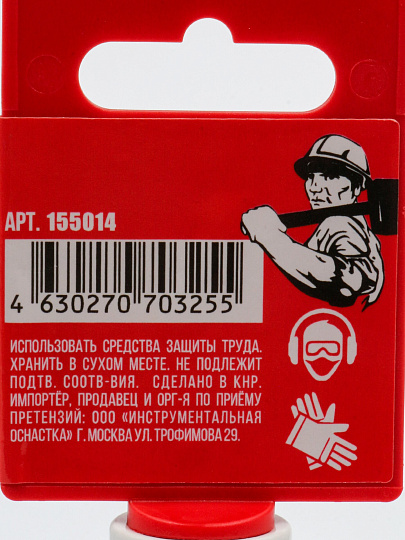 АРТ. 155014
4 630270 703255
ИСПОЛЬЗОВАТЬ СРЕДСТВА ЗАЩИТЫ ТРУДА.
ХРАНИТЬ В СУХОМ МЕСТЕ. НЕ ПОДЛЕЖИТ
ПОДТВ. СООТВ-ВИЯ. СДЕЛАНО В КНР.
ИМПОРТЁР, ПРОДАВЕЦ И ОРГ-Я ПО ПРИЁМУ
ПРЕТЕНЗИЙ: ООО «ИНСТРУМЕНТАЛЬНАЯ
ОСНАСТКА» Г. МОСКВА УЛ. ТРОФИМОВА 29.